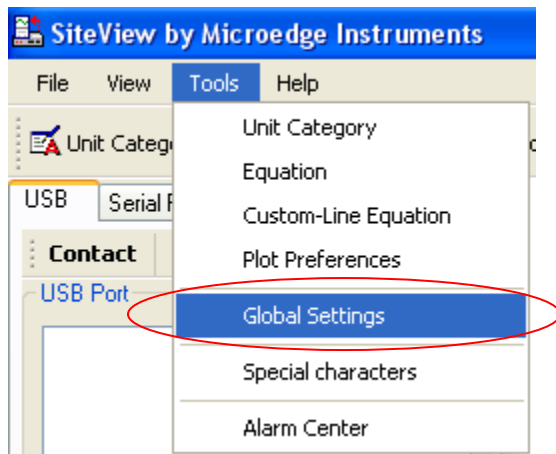 SiteView by Microedge Instruments
File View Tools Help
Unit Category
Unit Categ
Equation
USB Serial
Custom-Line Equation
Contact
Plot Preferences
USB Port
Global Settings
Special characters
Alarm Center